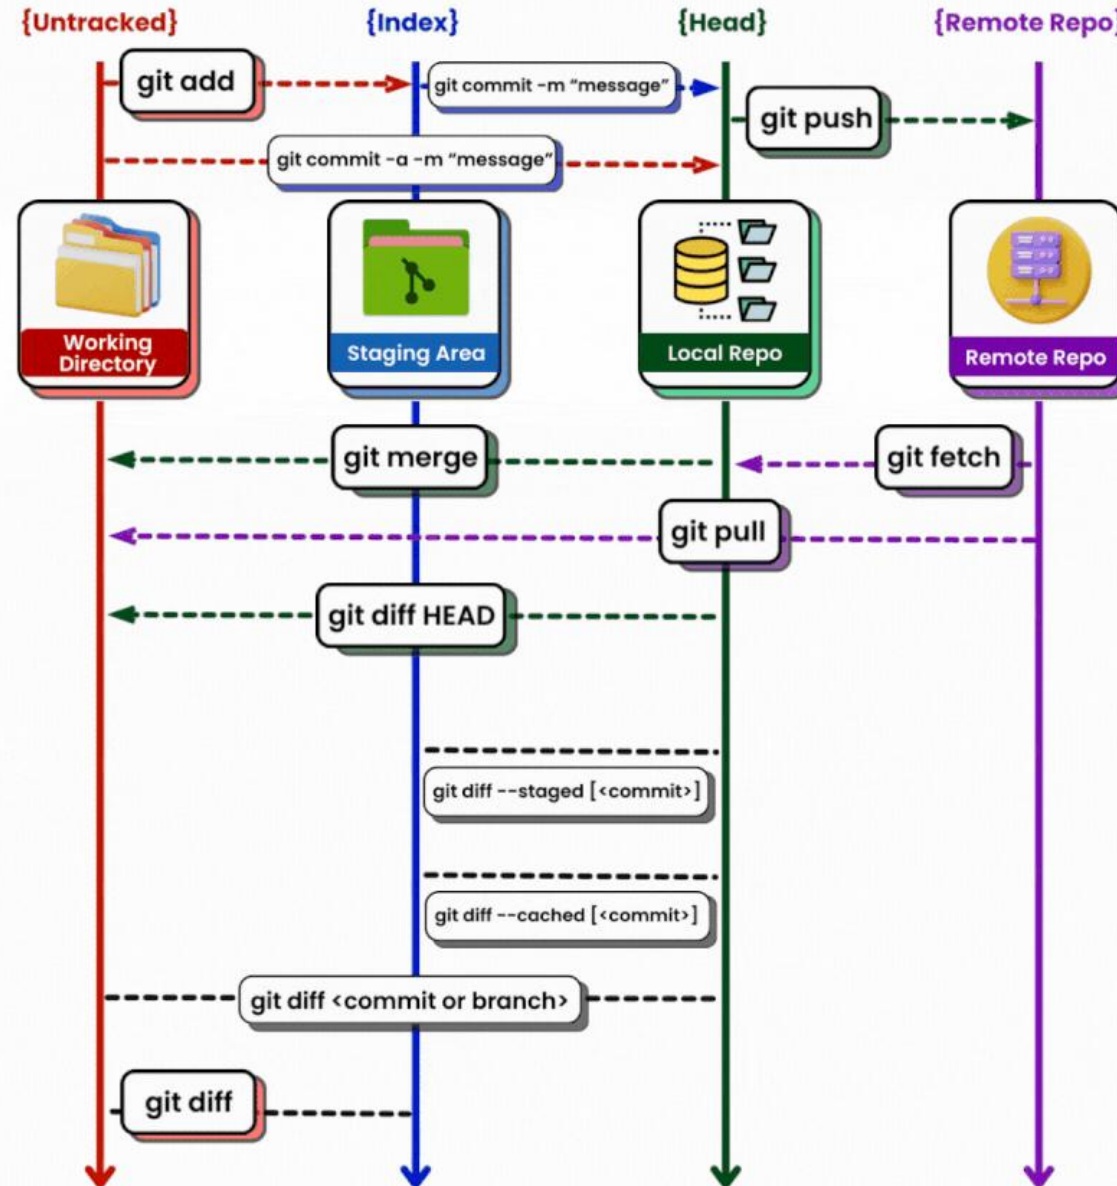 {Untracked}
{Index}
{Head}
{Remote Repo}
git add
git commit -m “message”
git push
git commit -a -m “message”
Working
Directory
Staging Area
Local Repo
Remote Repo
git merge
git fetch
git pull
git diff HEAD
git diff --staged [<commit>]
git diff --cached [<commit>]
git diff <commit or branch>
git diff